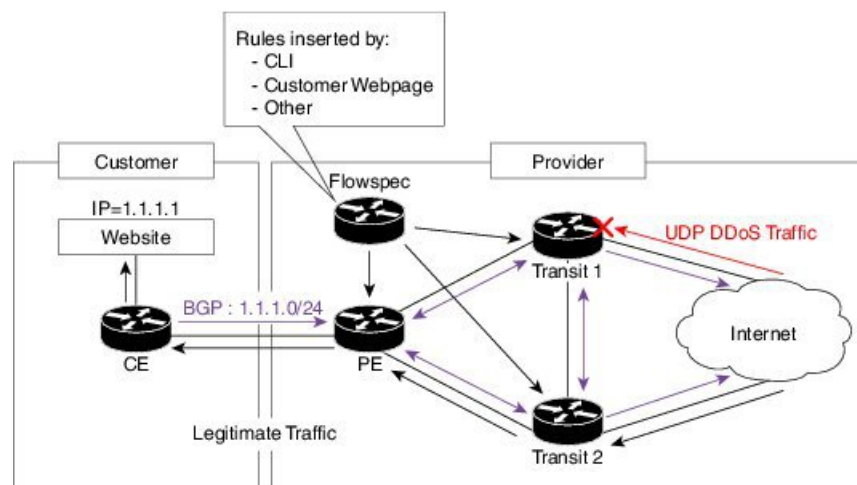 Rules inserted by:
- CLI
- Customer Webpage
- Other
Customer
Provider
Flowspec
IP=1.1.1.1
Website
UDP DDoS Traffic
Transit 1
BGP : 1.1.1.0/24
Internet
CE
PE
Legitimate Traffic
Transit 2